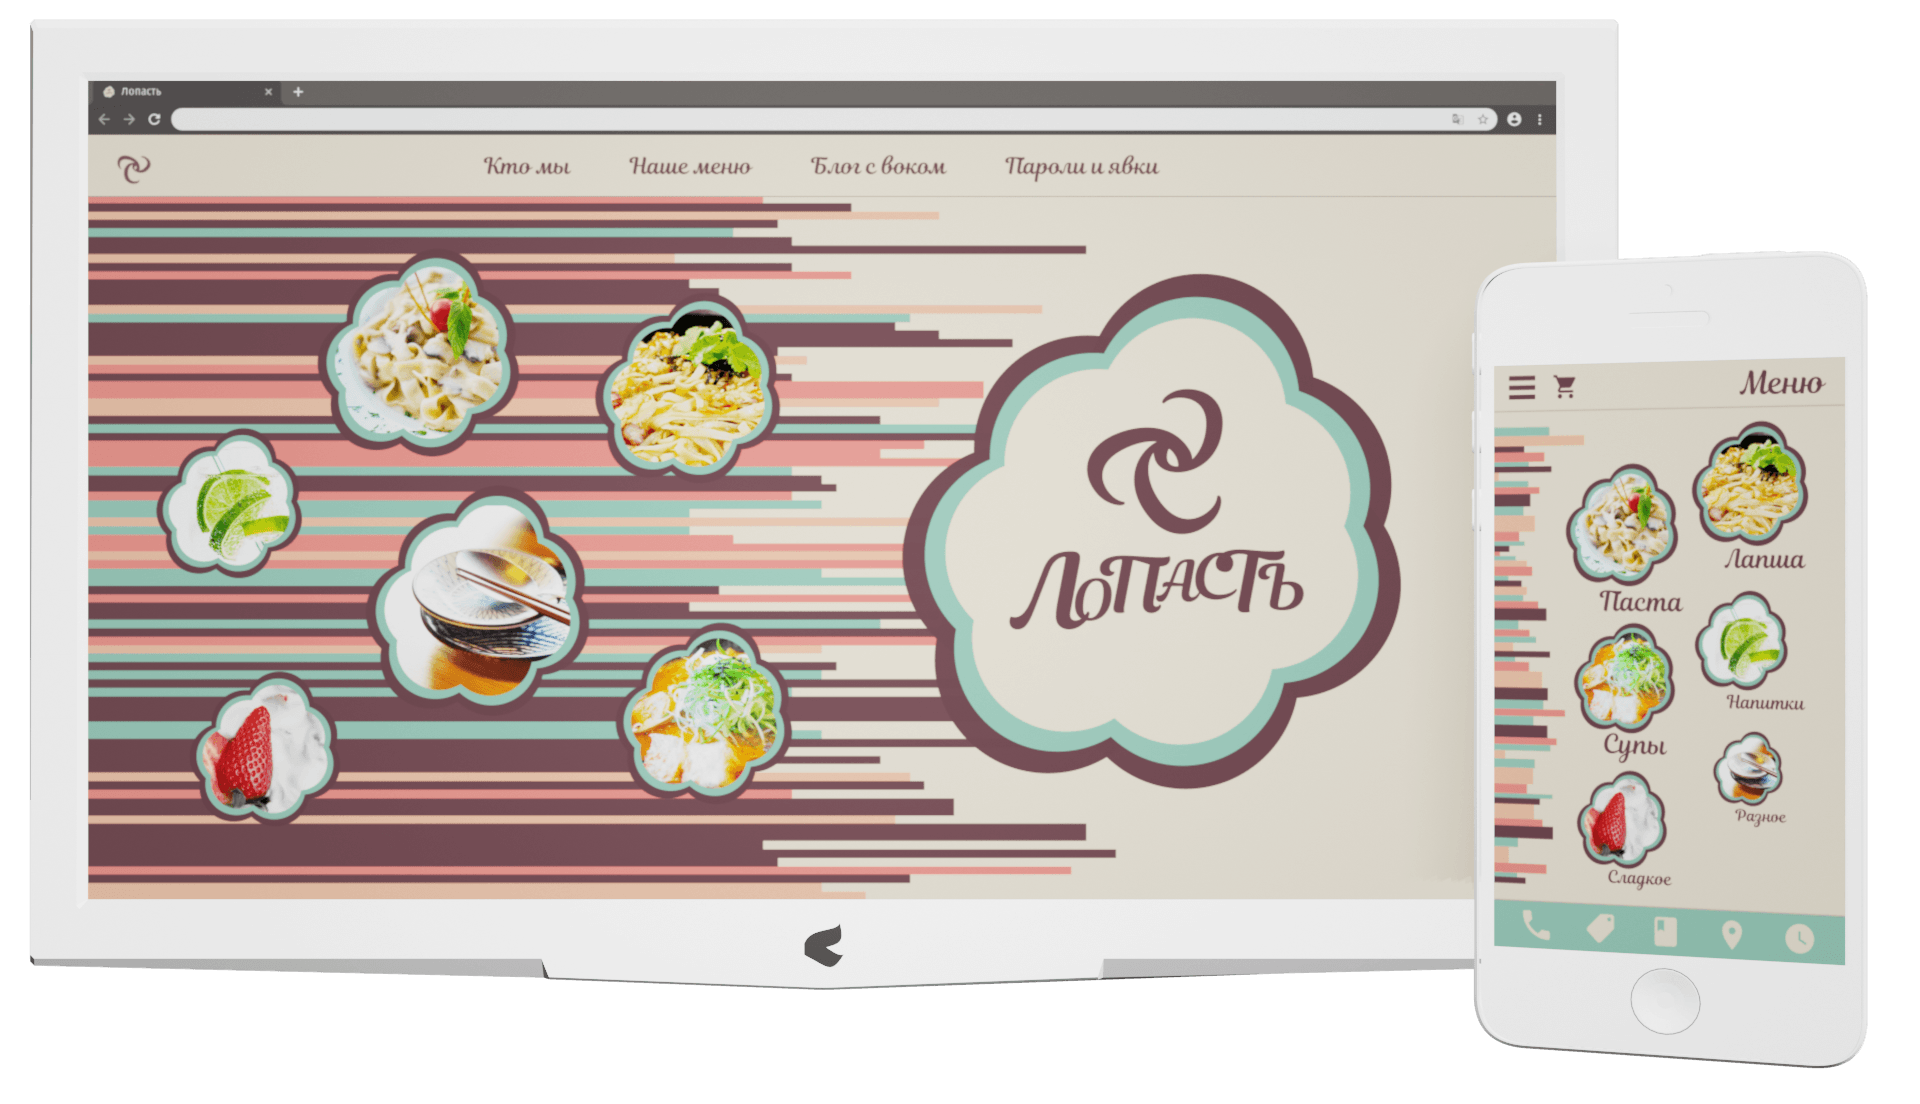 Лопасть
Кто мы
Наше меню
Блог с воком
Пароли и явки
Лопасть
Меню
Лапша
Паста
Напитки
Супы
Разное
Сладкое